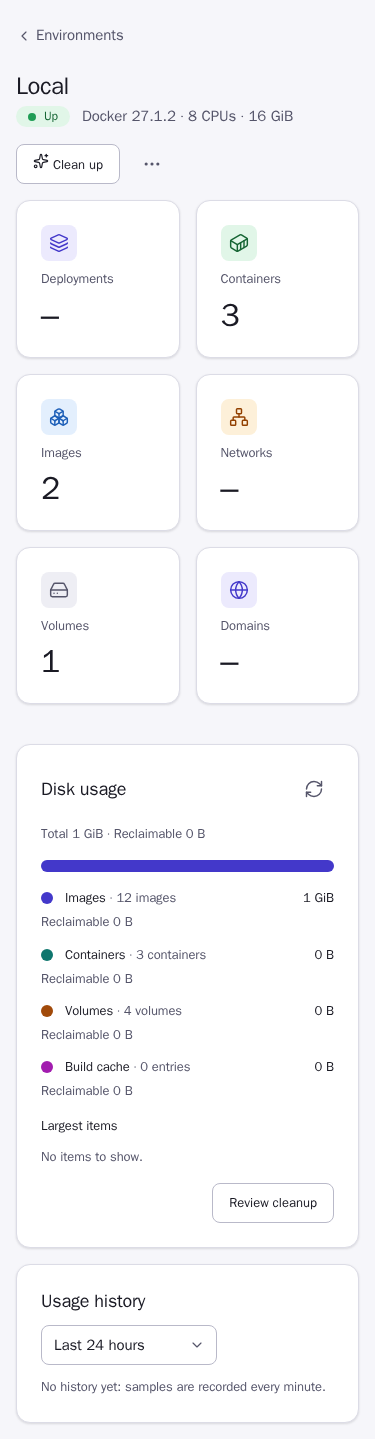 Environments
Local
Up
Docker 27.1.2 · 8 CPUs · 16 GiB
Clean up
Deployments
–
Containers
3
Images
2
Networks
–
Volumes
1
Domains
–
Disk usage
Total 1 GiB · Reclaimable 0 B
Images · 12 images 1 GiB
Reclaimable 0 B
Containers · 3 containers 0 B
Reclaimable 0 B
Volumes · 4 volumes 0 B
Reclaimable 0 B
Build cache · 0 entries 0 B
Reclaimable 0 B
Largest items
No items to show.
Review cleanup
Usage history
Last 24 hours
No history yet: samples are recorded every minute.